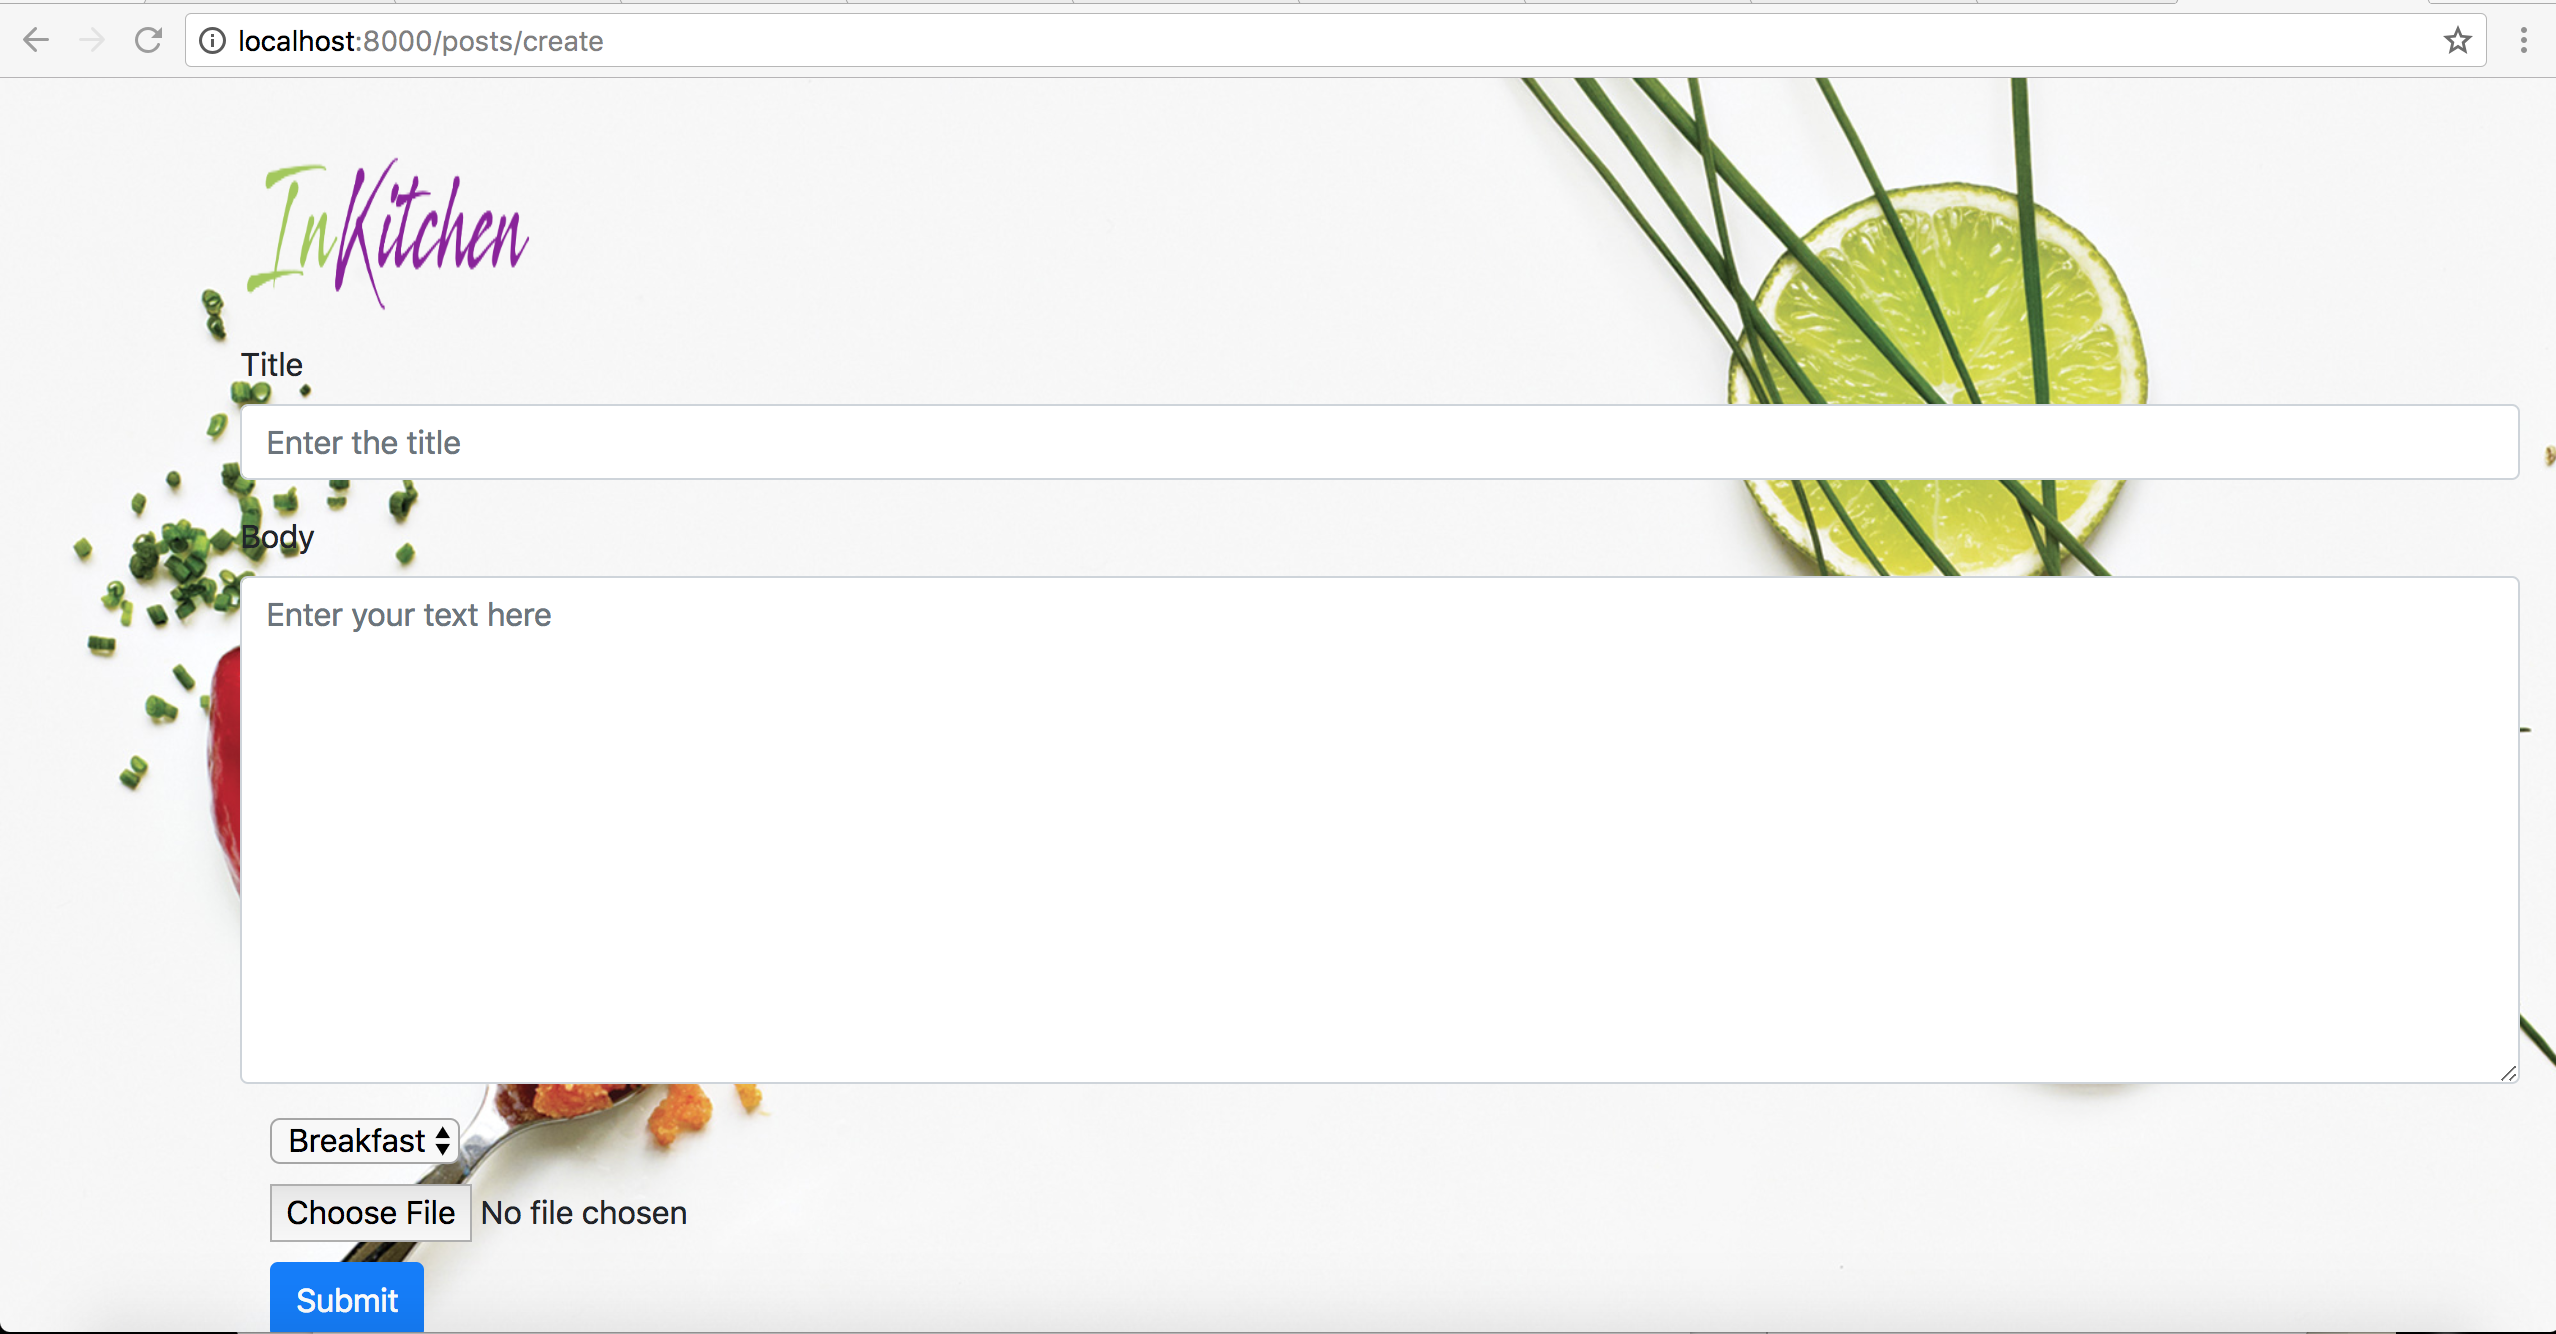 localhost:8000/posts/create
InKitchen
Title
Enter the title
Body
Enter your text here
Breakfast
Choose File No file chosen
Submit